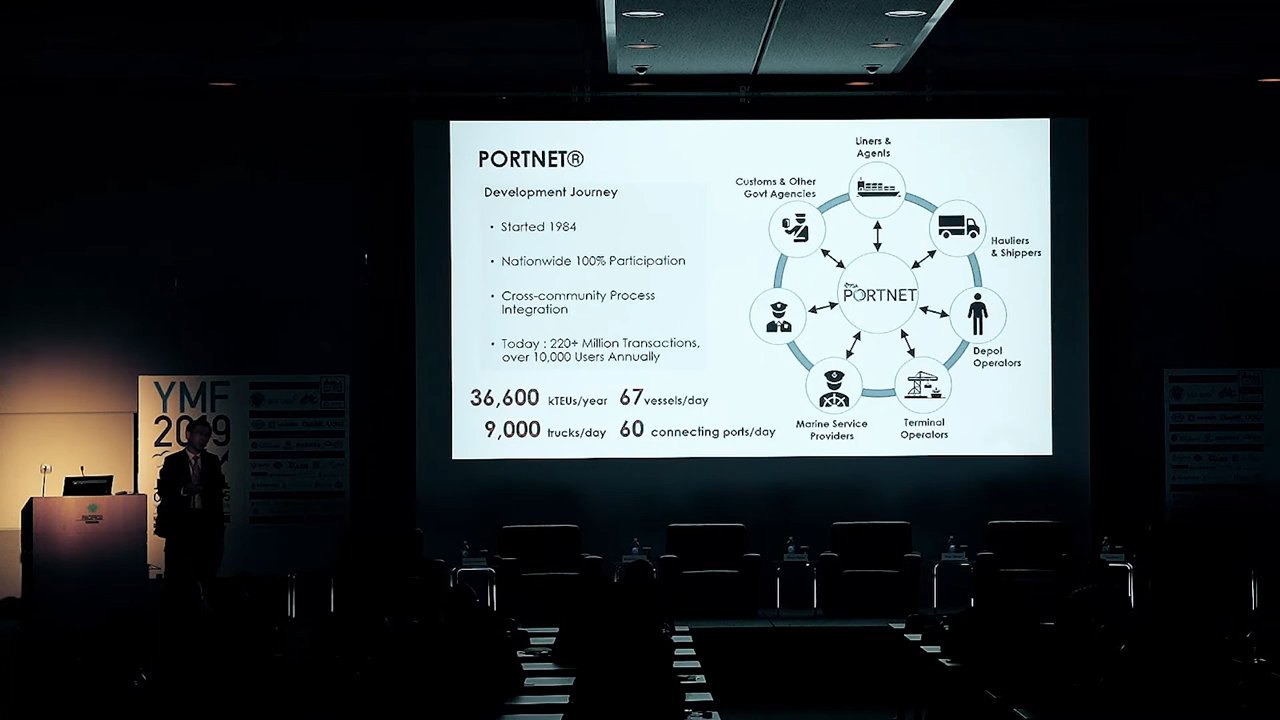 PORTNET®
Development Journey
• Started 1984
• Nationwide 100% Participation
• Cross-community Process
Integration
• Today : 220+ Million Transactions,
over 10,000 Users Annually
36,600 kTEUs/year 67 vessels/day
9,000 trucks/day 60 connecting ports/day
Liners &
Agents
Customs & Other
Govt Agencies
Hauliers
& Shippers
PORTNET
Depol
Operators
Marine Service
Providers
Terminal
Operators
YMF
2019